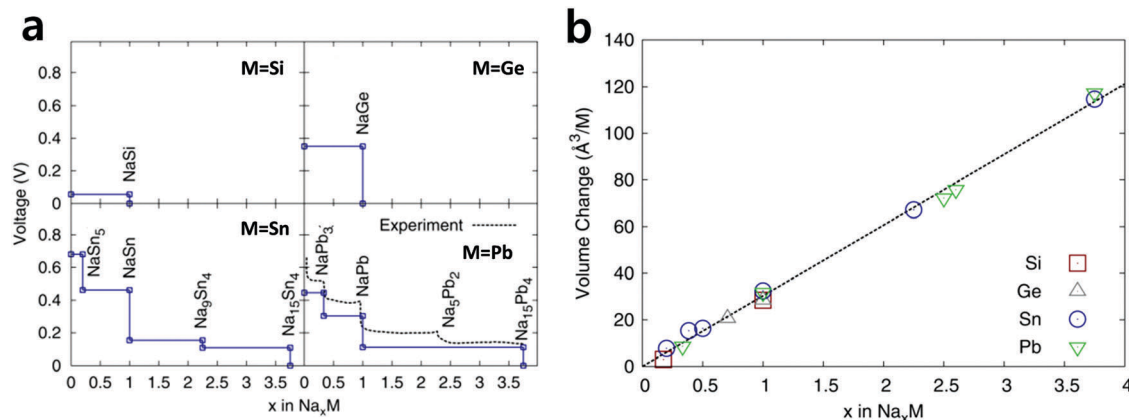 a
M=Si
M=Ge
0.8
0.6
0.4
0.2
0
NaSi
NaGe
Voltage (V)
M=Sn
Experiment
M=Pb
0.8
0.6
0.4
0.2
0
NaSn5
NaSn
Na9Sn4
Na15Sn4
NaPb3
NaPb
Na5Pb2
Na15Pb4
0 0.5 1 1.5 2 2.5 3 3.5 0 0.5 1 1.5 2 2.5 3 3.5
x in NaxM
b
140
120
100
80
60
40
20
0
Volume Change (Å3/M)
Si
Ge
Sn
Pb
0 0.5 1 1.5 2 2.5 3 3.5 4
x in NaxM